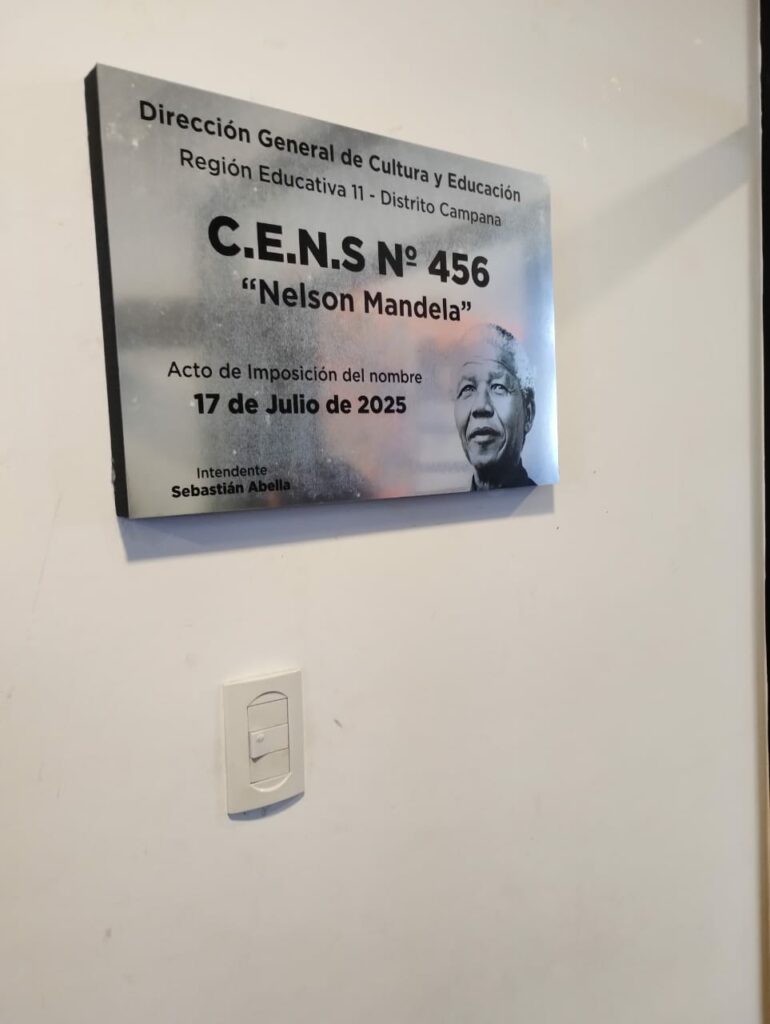 Dirección General de Cultura y Educación
Región Educativa 11 - Distrito Campana
C.E.N.S Nº 456
“Nelson Mandela”
Acto de Imposición del nombre
17 de Julio de 2025
Intendente
Sebastián Abella